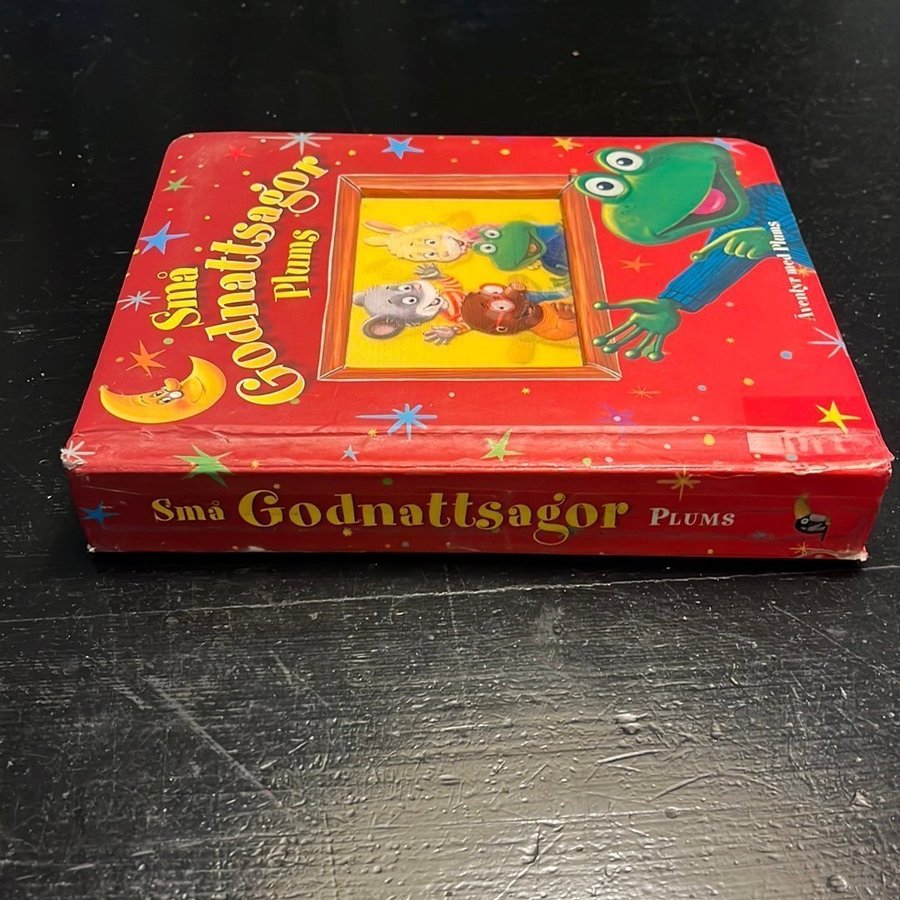 Små
Godnattsagor
Plums
Äventyr med Plums
Små Godnattsagor PLUMS